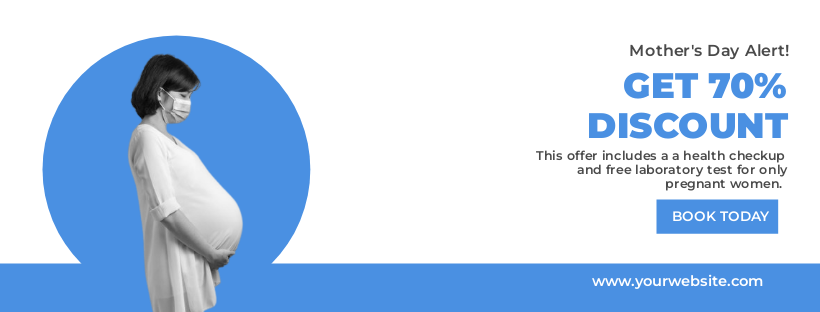 Mother's Day Alert!
GET 70%
DISCOUNT
This offer includes a a health checkup
and free laboratory test for only
pregnant women.
BOOK TODAY
www.yourwebsite.com